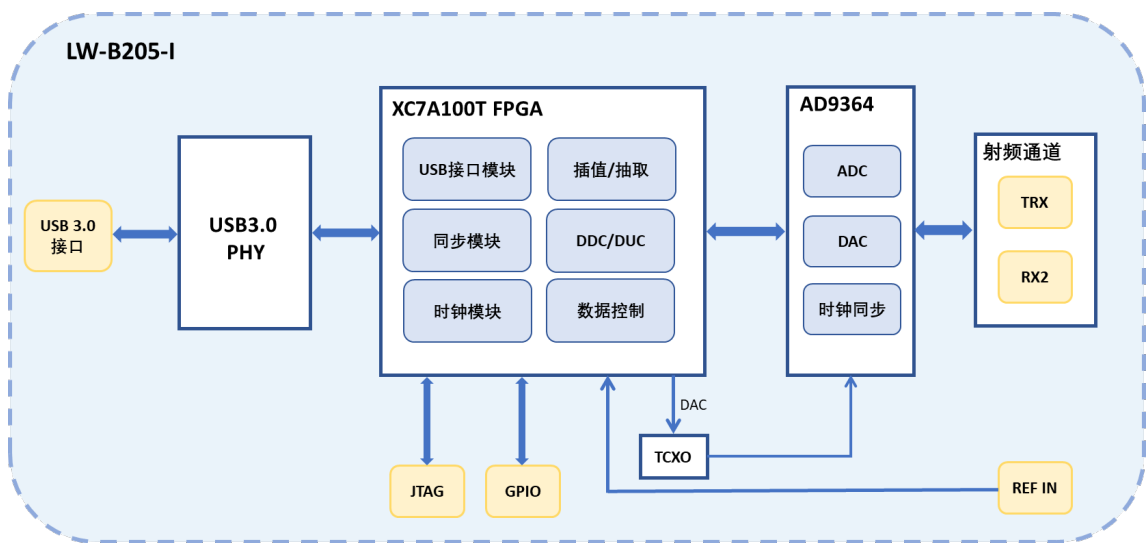 LW-B205-I
USB 3.0
接口
USB3.0
PHY
XC7A100T FPGA
USB接口模块
插值/抽取
同步模块
DDC/DUC
时钟模块
数据控制
AD9364
ADC
DAC
时钟同步
射频通道
TRX
RX2
DAC
TCXO
JTAG
GPIO
REF IN